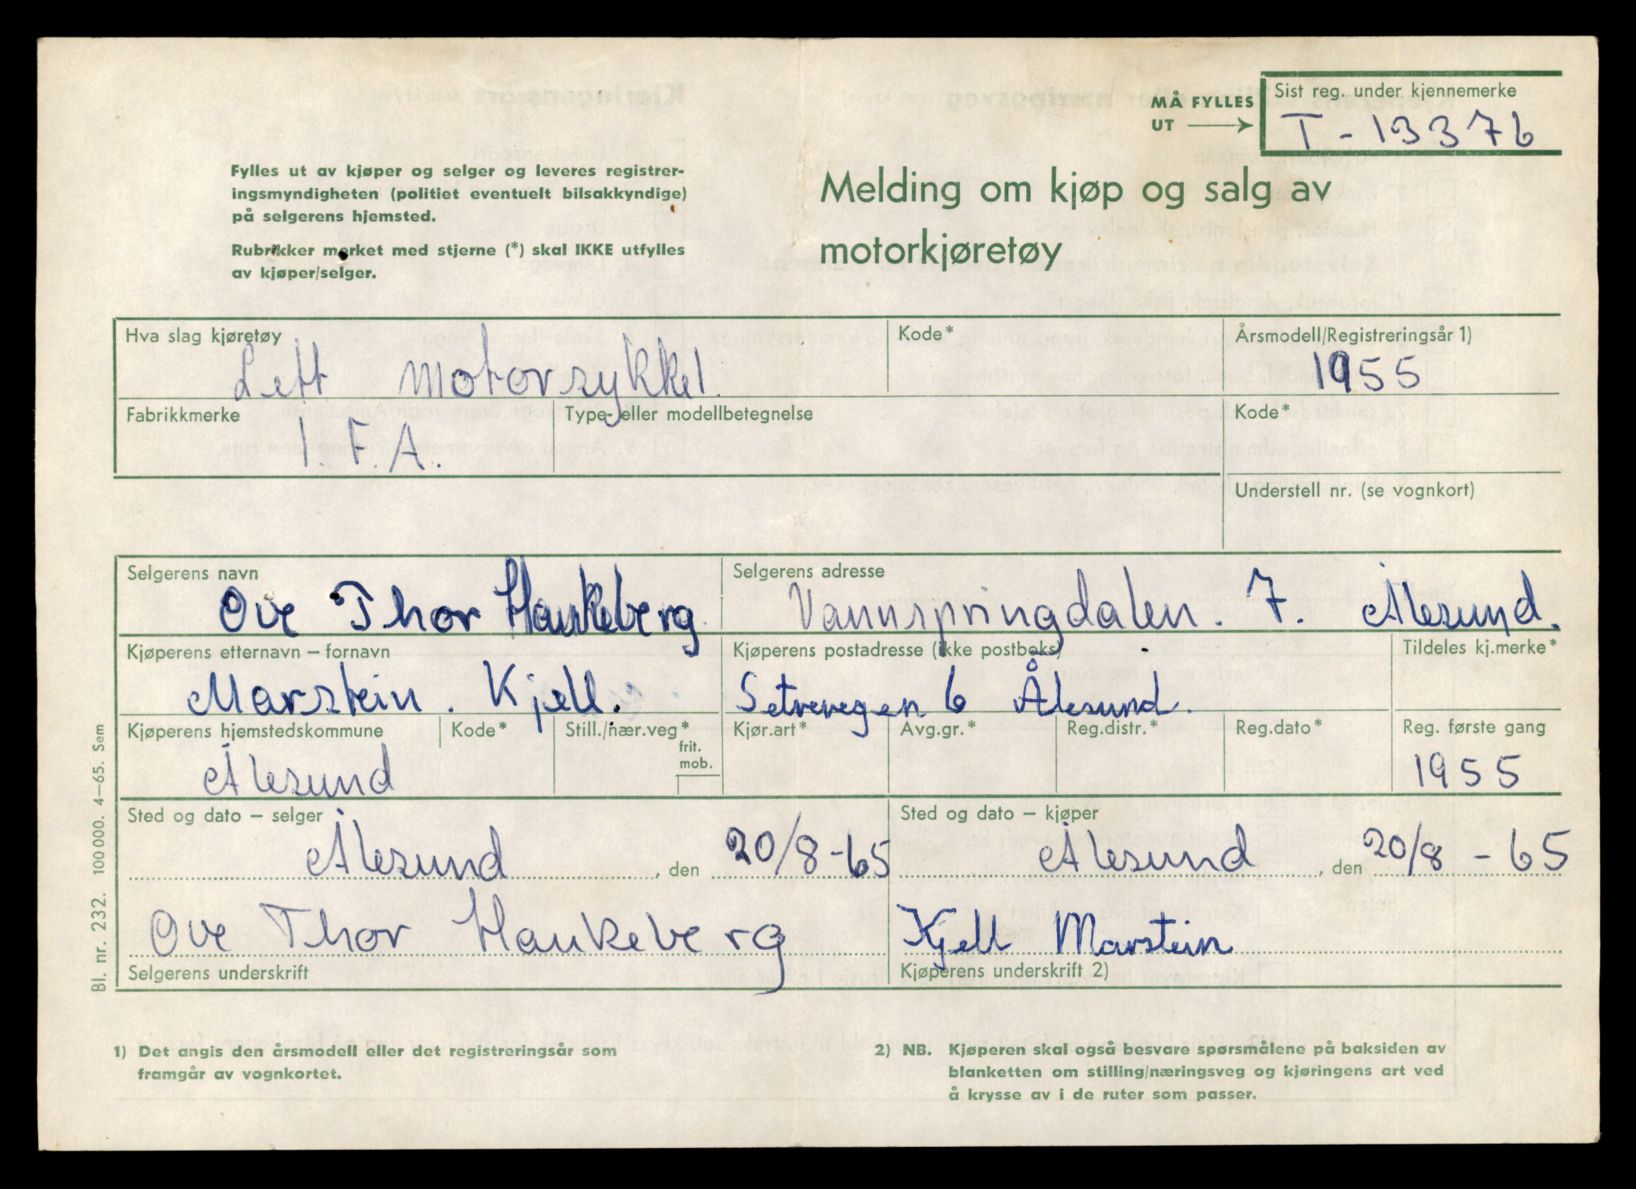 MÅ FYLLES UT
Sist reg. under kjennemerke
T - 13376
Fylles ut av kjøper og selger og leveres registrer-
ingsmyndigheten (politiet eventuelt bilsakkyndige)
på selgerens hjemsted.
Rubrikker merket med stjerne (*) skal IKKE utfylles
av kjøper/selger.
Melding om kjøp og salg av
motorkjøretøy
Hva slag kjøretøy
Lett motorsykkel.
Kode*
Årsmodell/Registreringsår 1)
1955
Fabrikkmerke
I. F. A.
Type- eller modellbetegnelse
Kode*
Understell nr. (se vognkort)
Selgerens navn
Ove Thor Haukeberg
Selgerens adresse
Vannspringdalen. 7. Ålesund.
Kjøperens etternavn – fornavn
Marstein. Kjell.
Kjøperens postadresse (ikke postboks)
Setrevegen 6 Ålesund.
Tildeles kj.merke*
Kjøperens hjemstedskommune
Ålesund
Kode*
Still./nær.veg*
frit.
mob.
Kjør.art*
Avg.gr.*
Reg.distr.*
Reg.dato*
Reg. første gang
1955
Sted og dato – selger
Ålesund, den 20/8-65
Sted og dato – kjøper
Ålesund, den 20/8 - 65
Ove Thor Haukeberg
Selgerens underskrift
Kjell Marstein
Kjøperens underskrift 2)
1) Det angis den årsmodell eller det registreringsår som
framgår av vognkortet.
2) NB. Kjøperen skal også besvare spørsmålene på baksiden av
blanketten om stilling/næringsveg og kjøringens art ved
å krysse av i de ruter som passer.
Bl. nr. 232. 100 000. 4–65. Sem